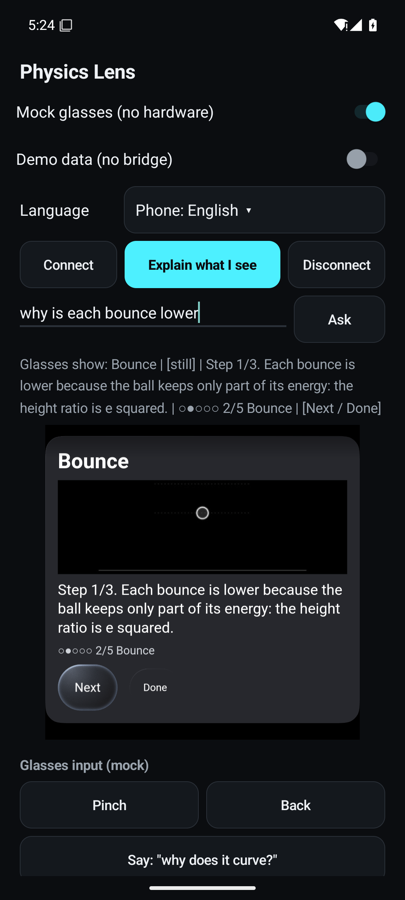 5:24
Physics Lens
Mock glasses (no hardware)
Demo data (no bridge)
Language
Phone: English ▾
Connect
Explain what I see
Disconnect
why is each bounce lower
Ask
Glasses show: Bounce | [still] | Step 1/3. Each bounce is
lower because the ball keeps only part of its energy: the
height ratio is e squared. | ○●○○○ 2/5 Bounce | [Next / Done]
Bounce
Step 1/3. Each bounce is lower because the
ball keeps only part of its energy: the height
ratio is e squared.
○●○○○ 2/5 Bounce
Next
Done
Glasses input (mock)
Pinch
Back
Say: "why does it curve?"